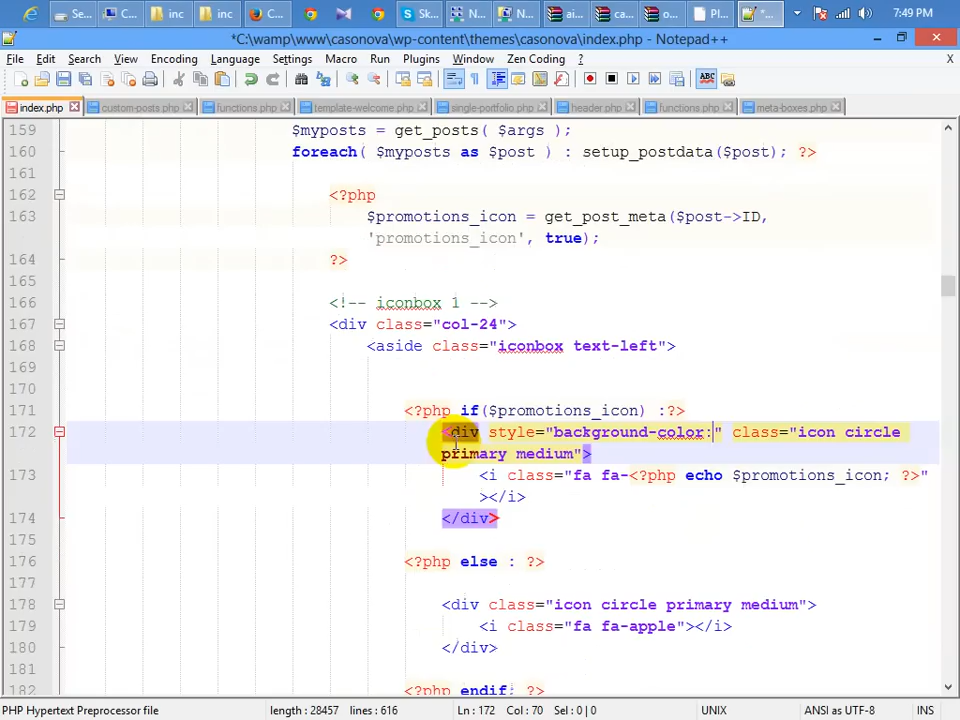 Se... C... inc inc C... Sk... N... N... ai... ca... o... Pl... *... 7:49 PM
*C:\wamp\www\casonova\wp-content\themes\casonova\index.php - Notepad++
File Edit Search View Encoding Language Settings Macro Run Plugins Window Zen Coding ? X
index.php custom-posts.php functions.php template-welcome.php single-portfolio.php header.php functions.php meta-boxes.php
159 $myposts = get_posts( $args );
160 foreach( $myposts as $post ) : setup_postdata($post); ?>
161
162 <?php
163 $promotions_icon = get_post_meta($post->ID,
'promotions_icon', true);
164 ?>
165
166 <!-- iconbox 1 -->
167 <div class="col-24">
168 <aside class="iconbox text-left">
169
170
171 <?php if($promotions_icon) :?>
172 <div style="background-color:" class="icon circle
primary medium">
173 <i class="fa fa-<?php echo $promotions_icon; ?>"
></i>
174 </div>
175
176 <?php else : ?>
177
178 <div class="icon circle primary medium">
179 <i class="fa fa-apple"></i>
180 </div>
181
182 <?php endif; ?>
PHP Hypertext Preprocessor file length : 28457 lines : 616 Ln : 172 Col : 70 Sel : 0 | 0 UNIX ANSI as UTF-8 INS